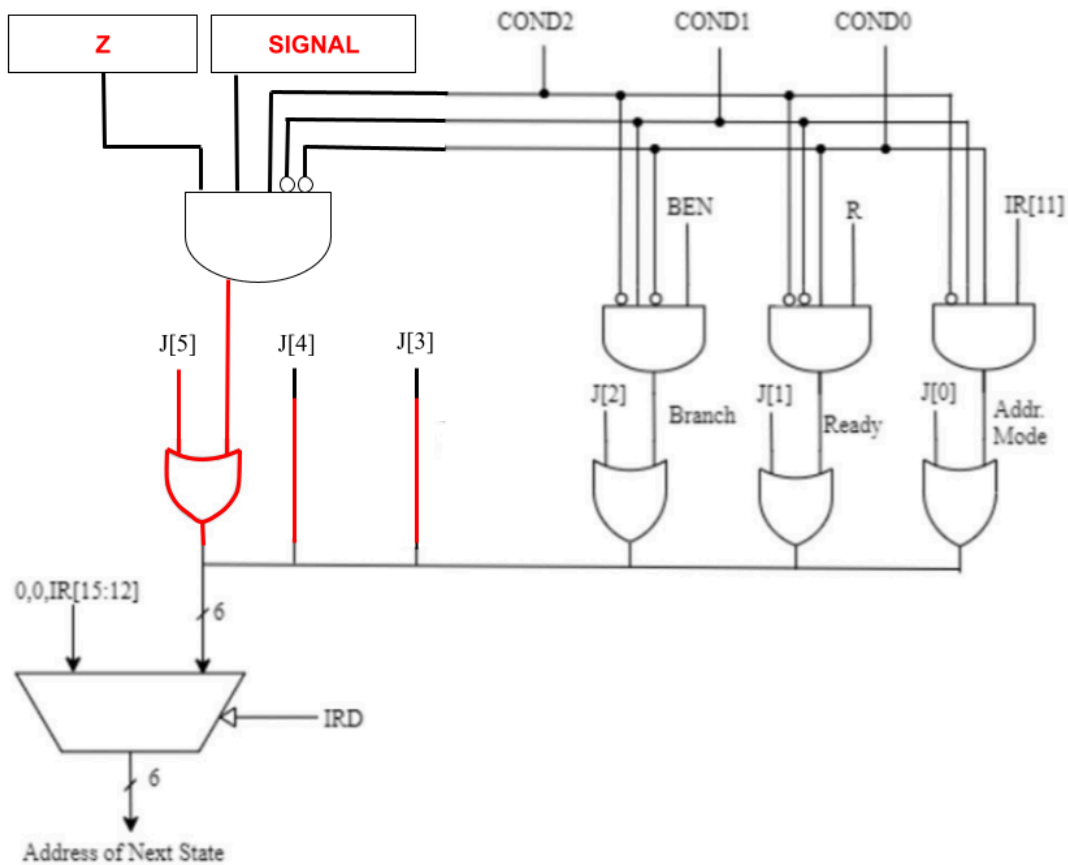 Z
SIGNAL
COND2
COND1
COND0
BEN
R
IR[11]
J[5]
J[4]
J[3]
J[2]
Branch
J[1]
Ready
J[0]
Addr.
Mode
0,0,IR[15:12]
6
IRD
6
Address of Next State